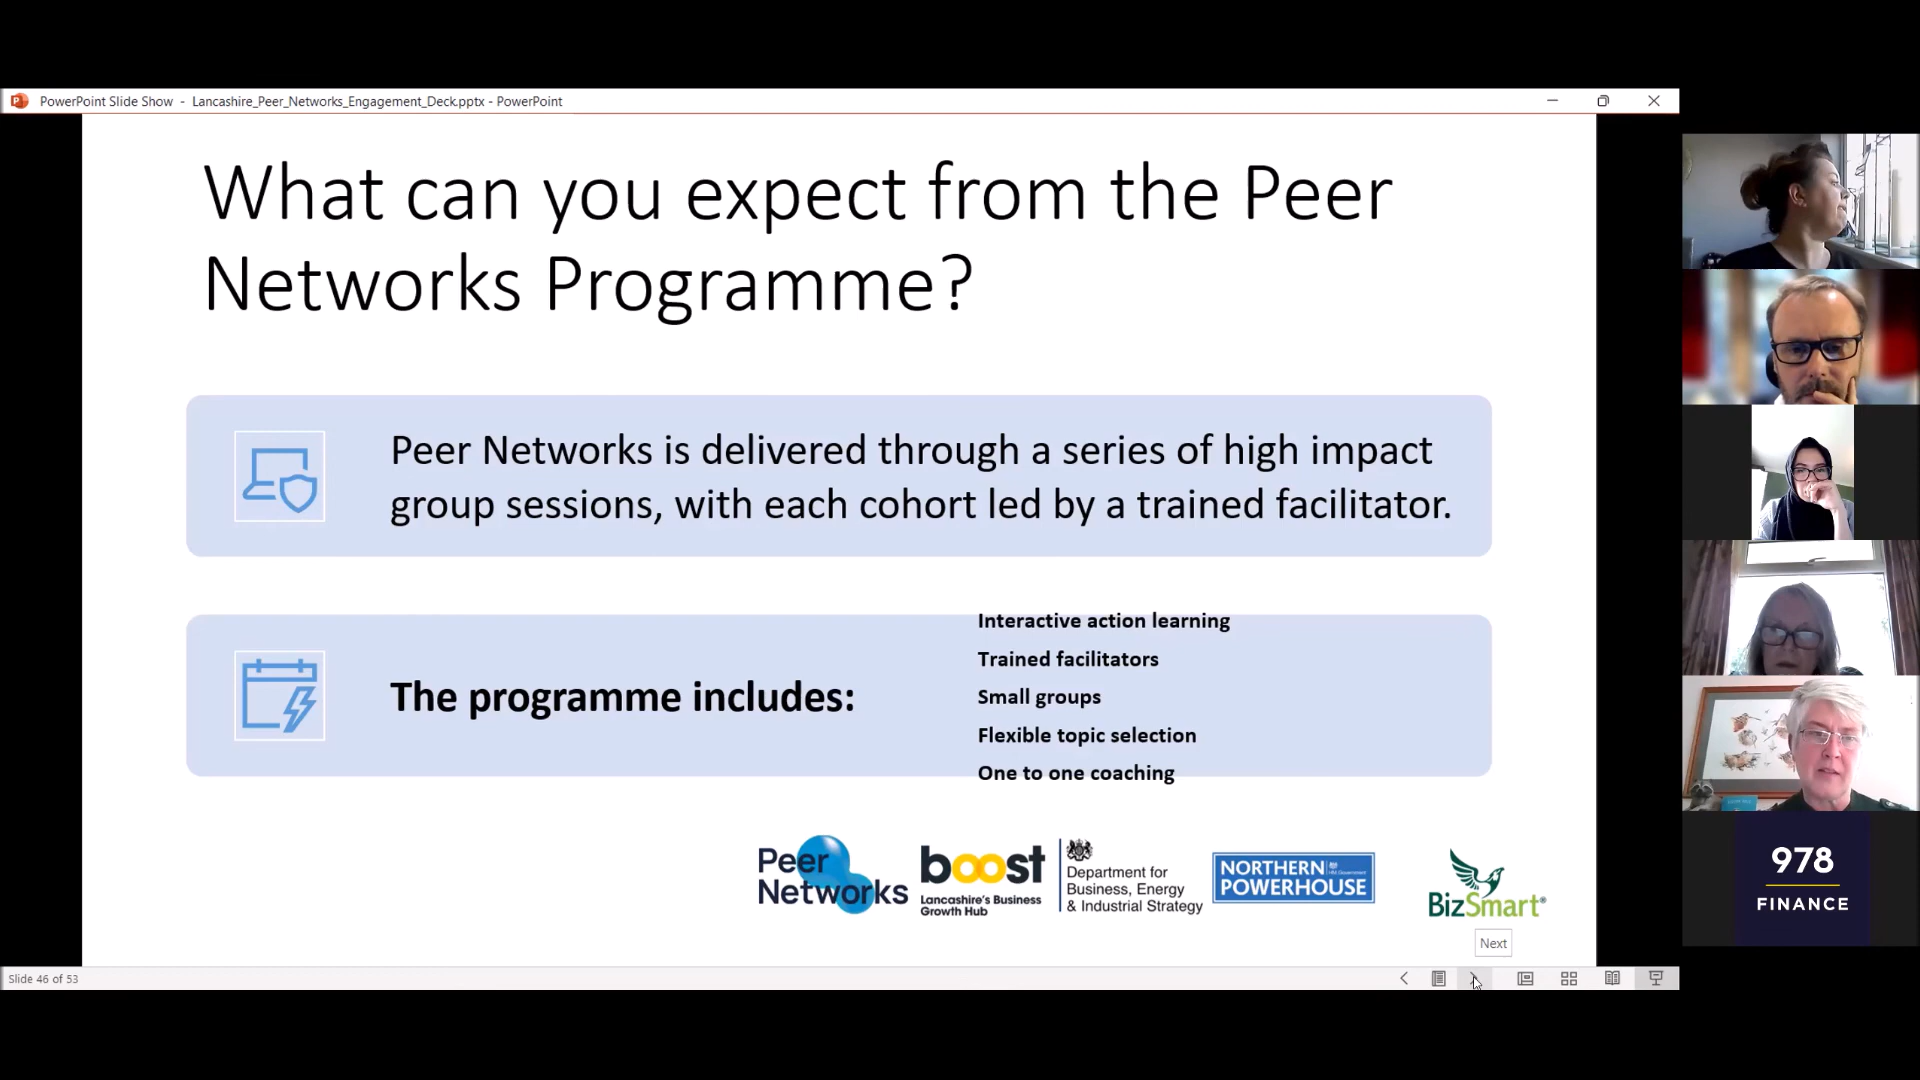 PowerPoint Slide Show - Lancashire_Peer_Networks_Engagement_Deck.pptx - PowerPoint
What can you expect from the Peer
Networks Programme?
Peer Networks is delivered through a series of high impact
group sessions, with each cohort led by a trained facilitator.
The programme includes:
Interactive action learning
Trained facilitators
Small groups
Flexible topic selection
One to one coaching
Peer
Networks
boost
Lancashire's Business
Growth Hub
Department for
Business, Energy
& Industrial Strategy
NORTHERN
POWERHOUSE
BizSmart®
978
FINANCE
Next
Slide 46 of 53